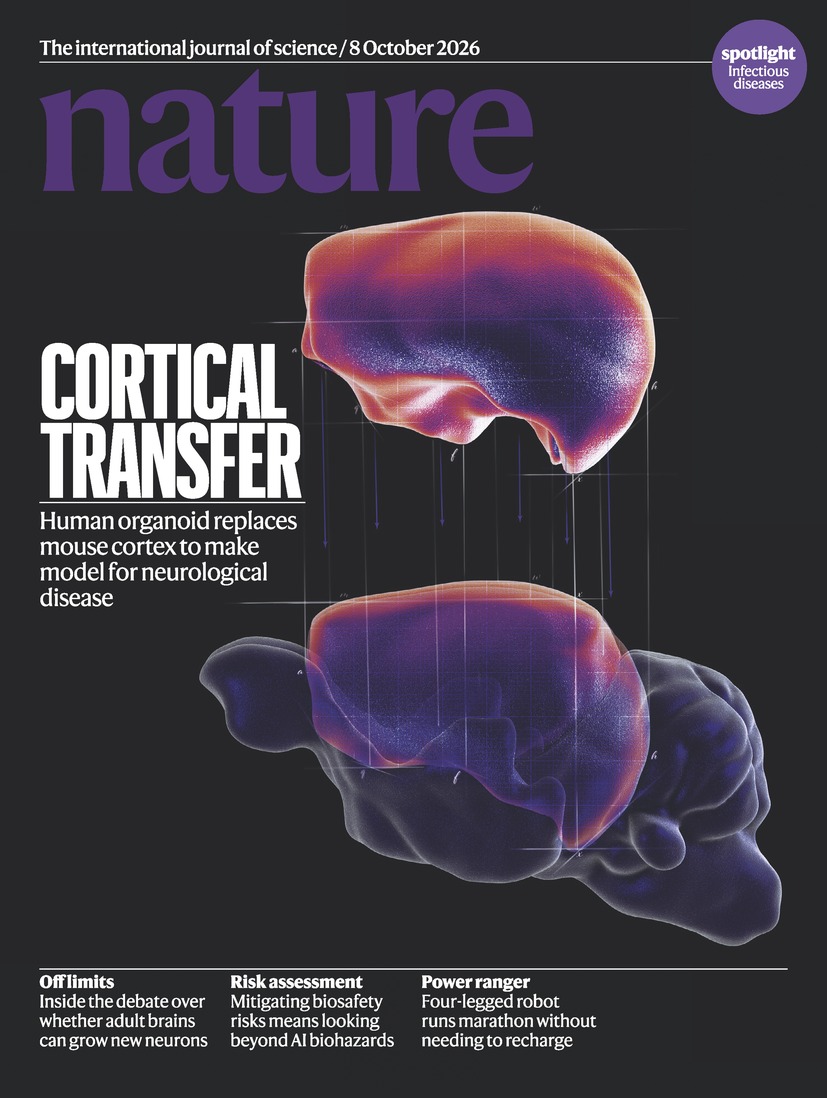 The international journal of science / 8 October 2026
spotlight
Infectious
diseases
nature
CORTICAL
TRANSFER
Human organoid replaces
mouse cortex to make
model for neurological
disease
Off limits
Inside the debate over
whether adult brains
can grow new neurons
Risk assessment
Mitigating biosafety
risks means looking
beyond AI biohazards
Power ranger
Four-legged robot
runs marathon without
needing to recharge